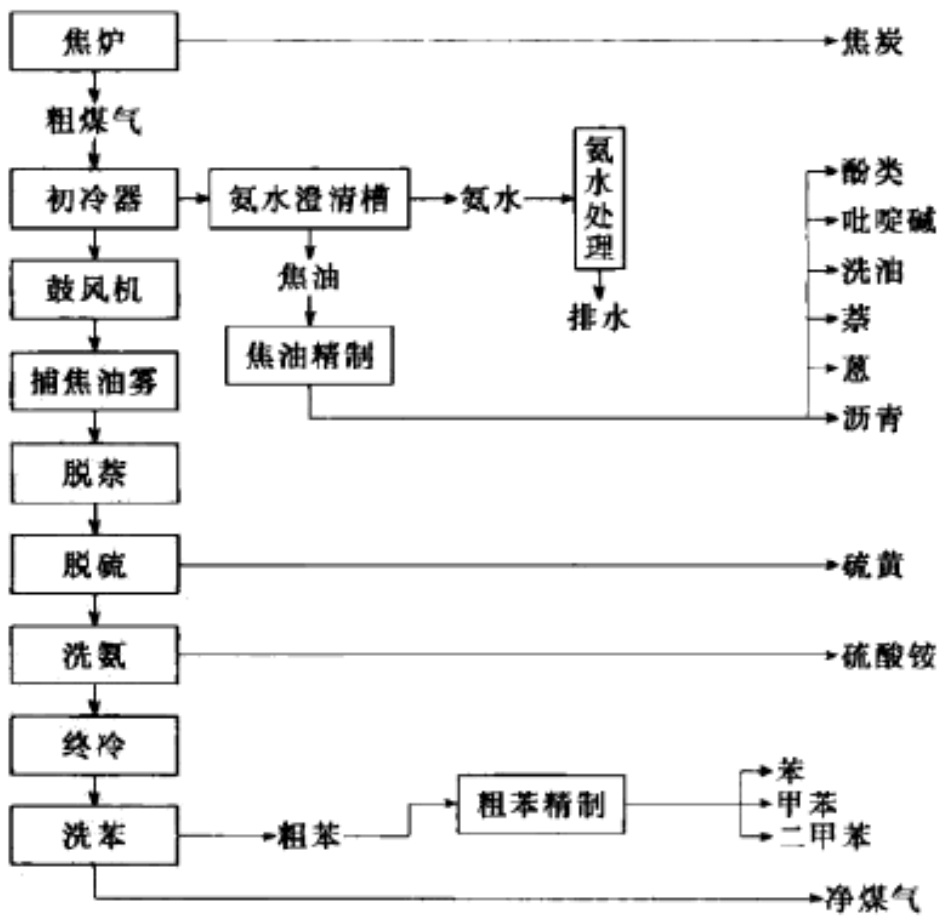 焦炉
焦炭
粗煤气
初冷器
氨水澄清槽
氨水
氨水处理
酚类
吡啶碱
洗油
萘
蒽
沥青
鼓风机
焦油
排水
焦油精制
捕焦油雾
脱萘
脱硫
硫黄
洗氨
硫酸铵
终冷
洗苯
粗苯
粗苯精制
苯
甲苯
二甲苯
净煤气